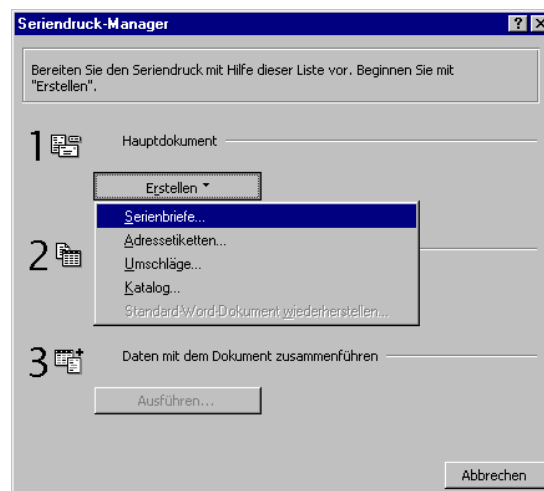 Seriendruck-Manager
Bereiten Sie den Seriendruck mit Hilfe dieser Liste vor. Beginnen Sie mit
"Erstellen".
1 Hauptdokument
Erstellen
Serienbriefe...
Adressetiketten...
Umschläge...
Katalog...
Standard-Word-Dokument wiederherstellen...
2
3 Daten mit dem Dokument zusammenführen
Ausführen...
Abbrechen